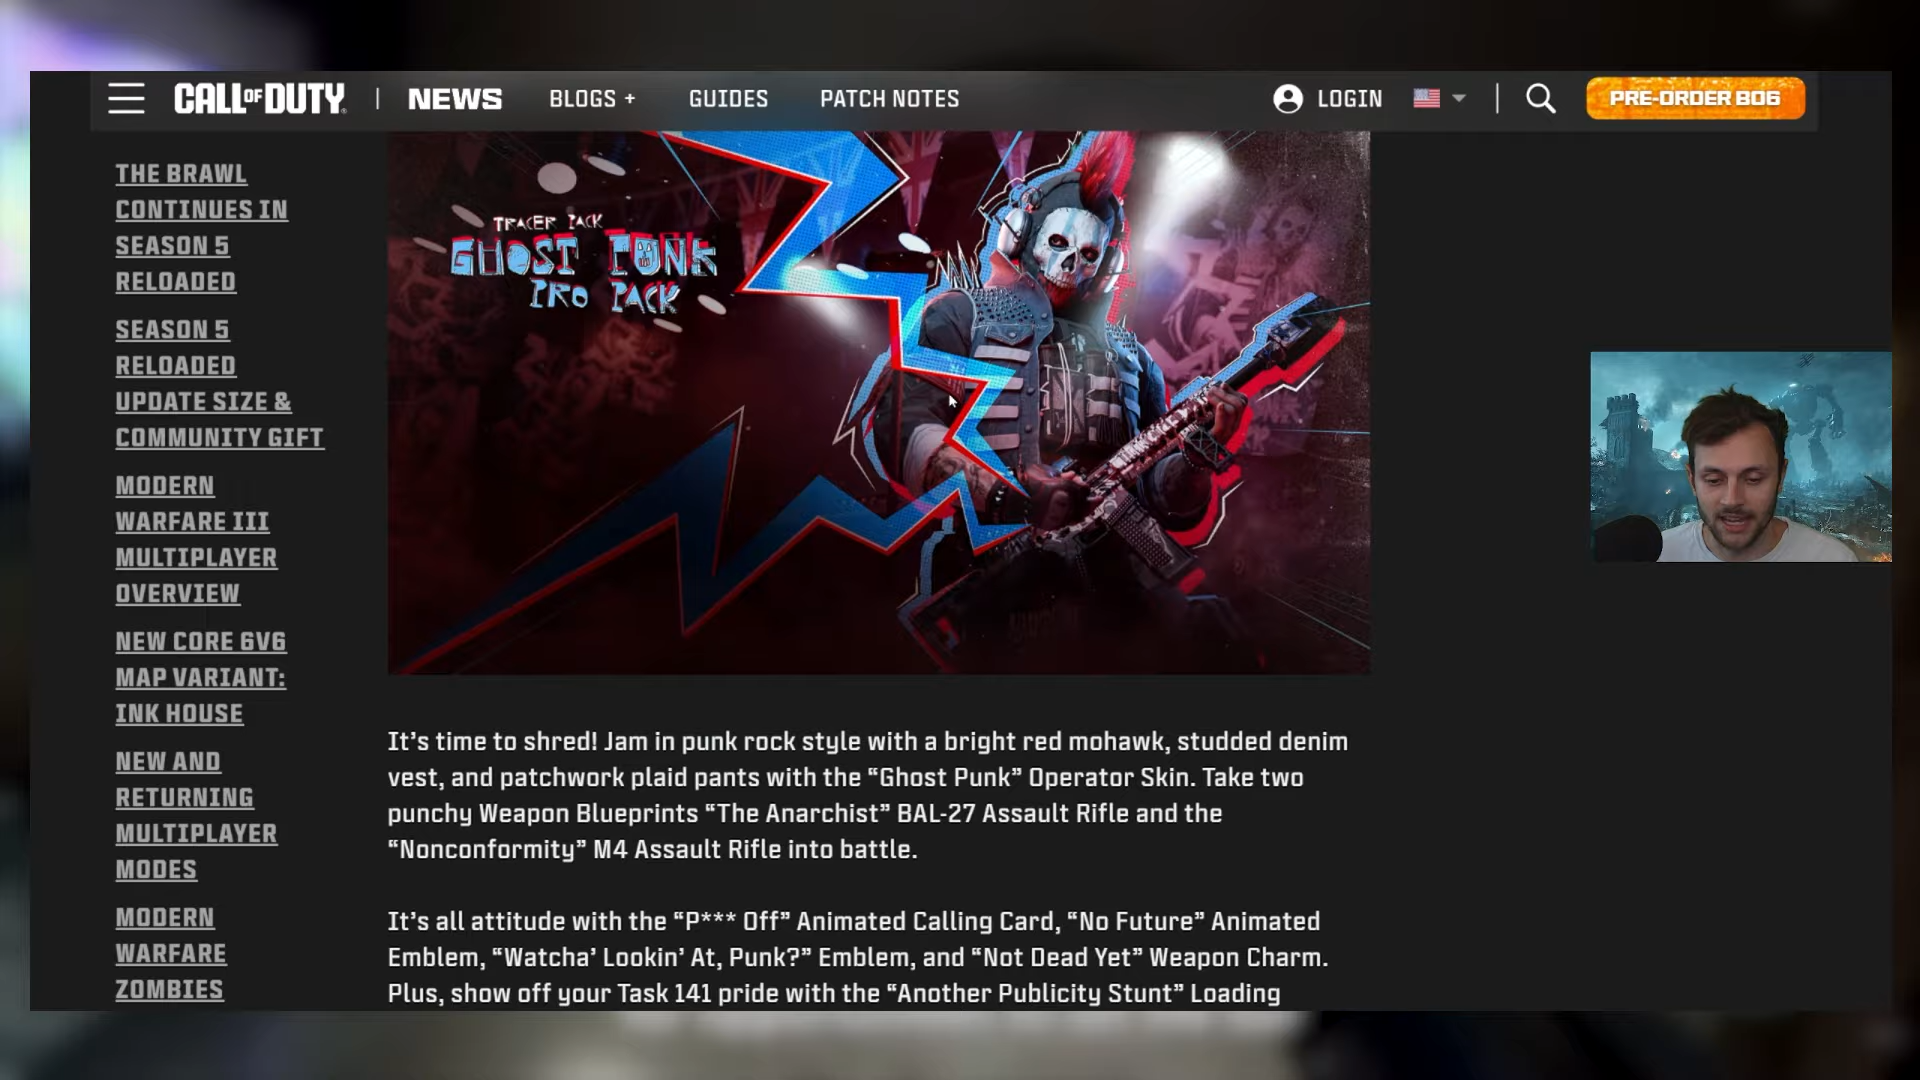 CALL OF DUTY
NEWS
BLOGS +
GUIDES
PATCH NOTES
LOGIN
PRE-ORDER BO6
THE BRAWL
CONTINUES IN
SEASON 5
RELOADED
SEASON 5
RELOADED
UPDATE SIZE &
COMMUNITY GIFT
MODERN
WARFARE III
MULTIPLAYER
OVERVIEW
NEW CORE 6V6
MAP VARIANT:
INK HOUSE
NEW AND
RETURNING
MULTIPLAYER
MODES
MODERN
WARFARE
ZOMBIES
TRACER PACK
GHOST PUNK
PRO PACK
It’s time to shred! Jam in punk rock style with a bright red mohawk, studded denim
vest, and patchwork plaid pants with the “Ghost Punk” Operator Skin. Take two
punchy Weapon Blueprints “The Anarchist” BAL-27 Assault Rifle and the
“Nonconformity” M4 Assault Rifle into battle.
It’s all attitude with the “P*** Off” Animated Calling Card, “No Future” Animated
Emblem, “Watcha’ Lookin’ At, Punk?” Emblem, and “Not Dead Yet” Weapon Charm.
Plus, show off your Task 141 pride with the “Another Publicity Stunt” Loading